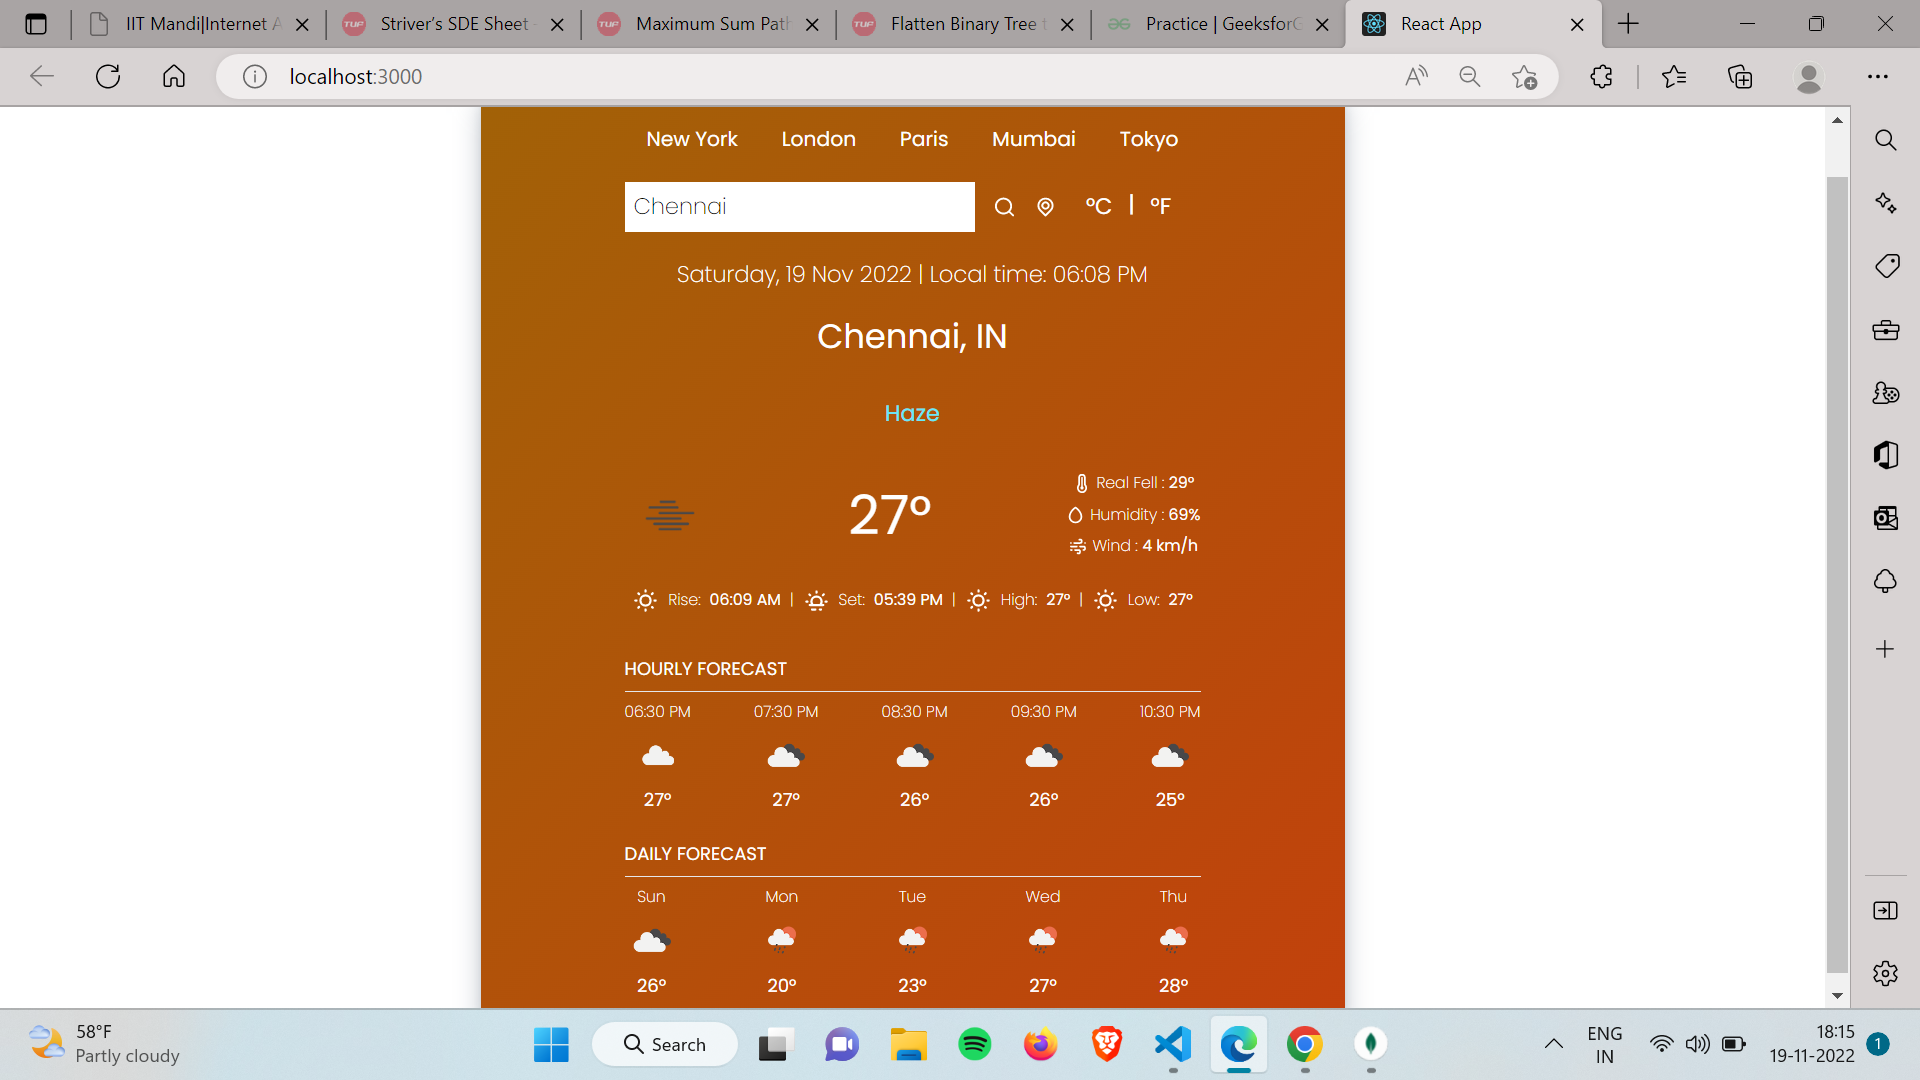 IIT Mandi|Internet A
Striver's SDE Sheet -
Maximum Sum Path
Flatten Binary Tree t
Practice | GeeksforG
React App
localhost:3000
New York London Paris Mumbai Tokyo
Chennai
°C | °F
Saturday, 19 Nov 2022 | Local time: 06:08 PM
Chennai, IN
Haze
27°
Real Fell : 29°
Humidity : 69%
Wind : 4 km/h
Rise: 06:09 AM | Set: 05:39 PM | High: 27° | Low: 27°
HOURLY FORECAST
06:30 PM 07:30 PM 08:30 PM 09:30 PM 10:30 PM
27° 27° 26° 26° 25°
DAILY FORECAST
Sun Mon Tue Wed Thu
26° 20° 23° 27° 28°
58°F
Partly cloudy
Search
ENG
IN
18:15
19-11-2022
1